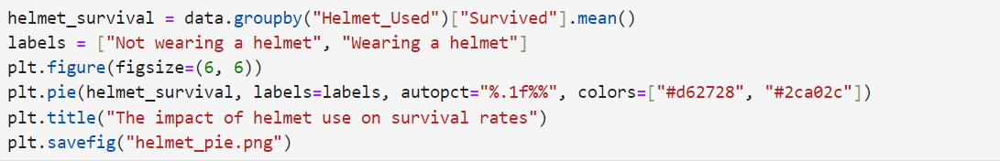 helmet_survival = data.groupby("Helmet_Used")["Survived"].mean()
labels = ["Not wearing a helmet", "Wearing a helmet"]
plt.figure(figsize=(6, 6))
plt.pie(helmet_survival, labels=labels, autopct="%.1f%%", colors=["#d62728", "#2ca02c"])
plt.title("The impact of helmet use on survival rates")
plt.savefig("helmet_pie.png")